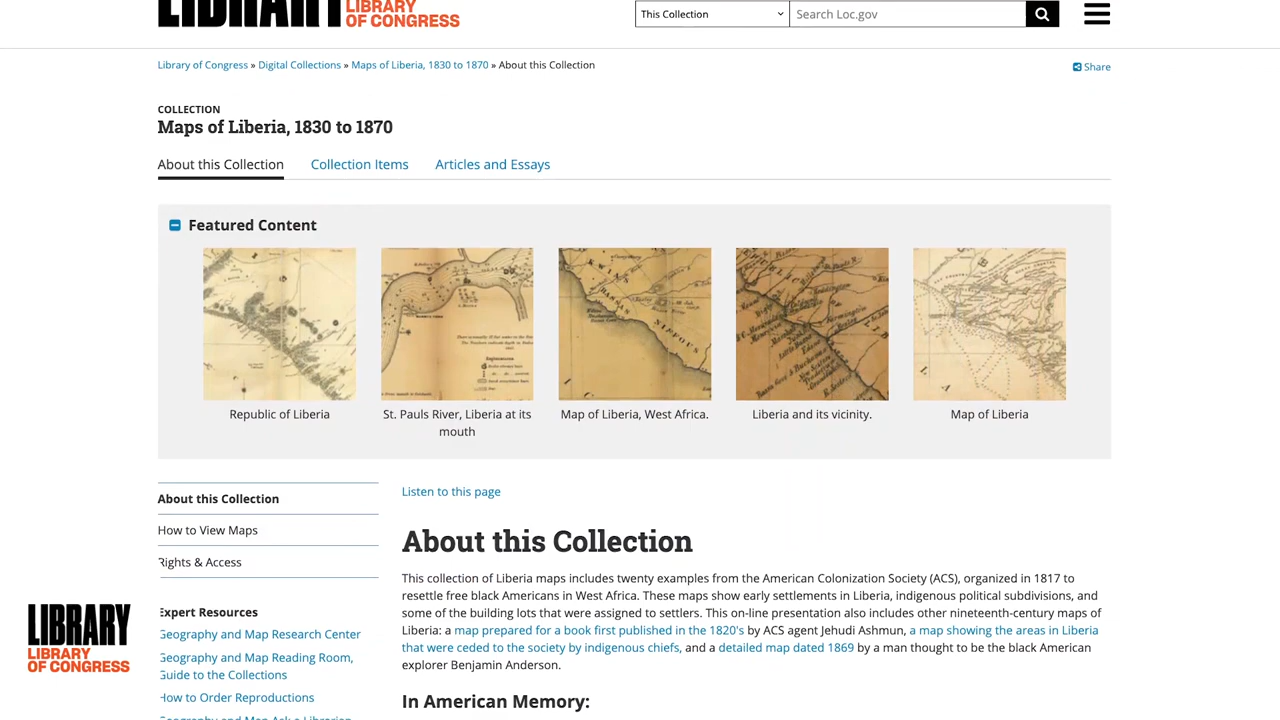 LIBRARY
LIBRARY
OF CONGRESS
This Collection
Search Loc.gov
Library of Congress » Digital Collections » Maps of Liberia, 1830 to 1870 » About this Collection
Share
COLLECTION
Maps of Liberia, 1830 to 1870
About this Collection Collection Items Articles and Essays
Featured Content
Republic of Liberia
St. Pauls River, Liberia at its
mouth
Map of Liberia, West Africa.
Liberia and its vicinity.
Map of Liberia
About this Collection
How to View Maps
Rights & Access
Expert Resources
Geography and Map Research Center
Geography and Map Reading Room,
Guide to the Collections
How to Order Reproductions
Geography and Map Ask a Librarian
Listen to this page
About this Collection
This collection of Liberia maps includes twenty examples from the American Colonization Society (ACS), organized in 1817 to
resettle free black Americans in West Africa. These maps show early settlements in Liberia, indigenous political subdivisions, and
some of the building lots that were assigned to settlers. This on-line presentation also includes other nineteenth-century maps of
Liberia: a map prepared for a book first published in the 1820's by ACS agent Jehudi Ashmun, a map showing the areas in Liberia
that were ceded to the society by indigenous chiefs, and a detailed map dated 1869 by a man thought to be the black American
explorer Benjamin Anderson.
In American Memory:
LIBRARY
LIBRARY
OF CONGRESS